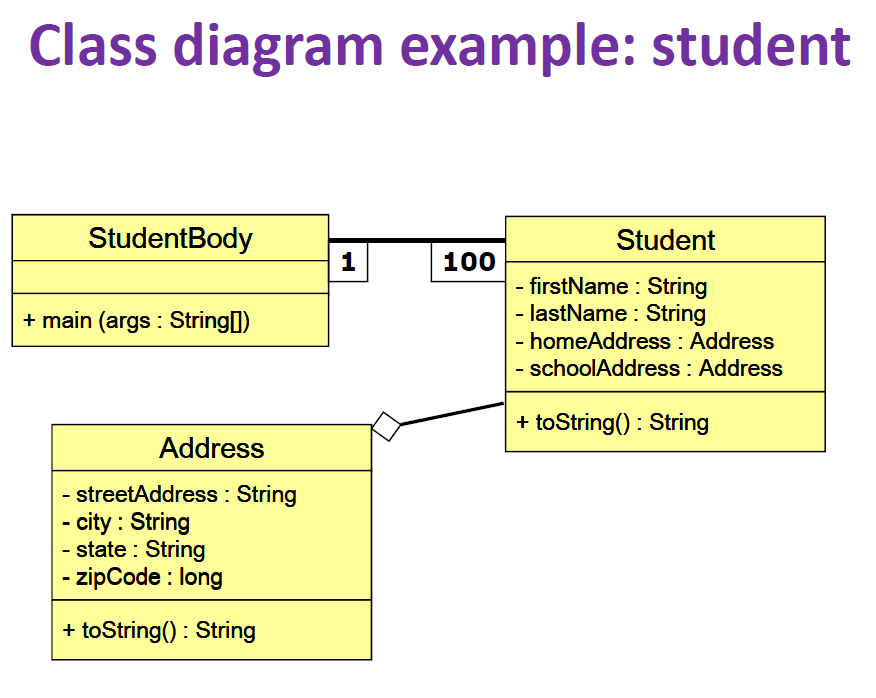 Class diagram example: student
StudentBody
+ main (args : String[])
1
100
Student
- firstName : String
- lastName : String
- homeAddress : Address
- schoolAddress : Address
+ toString() : String
Address
- streetAddress : String
- city : String
- state : String
- zipCode : long
+ toString() : String